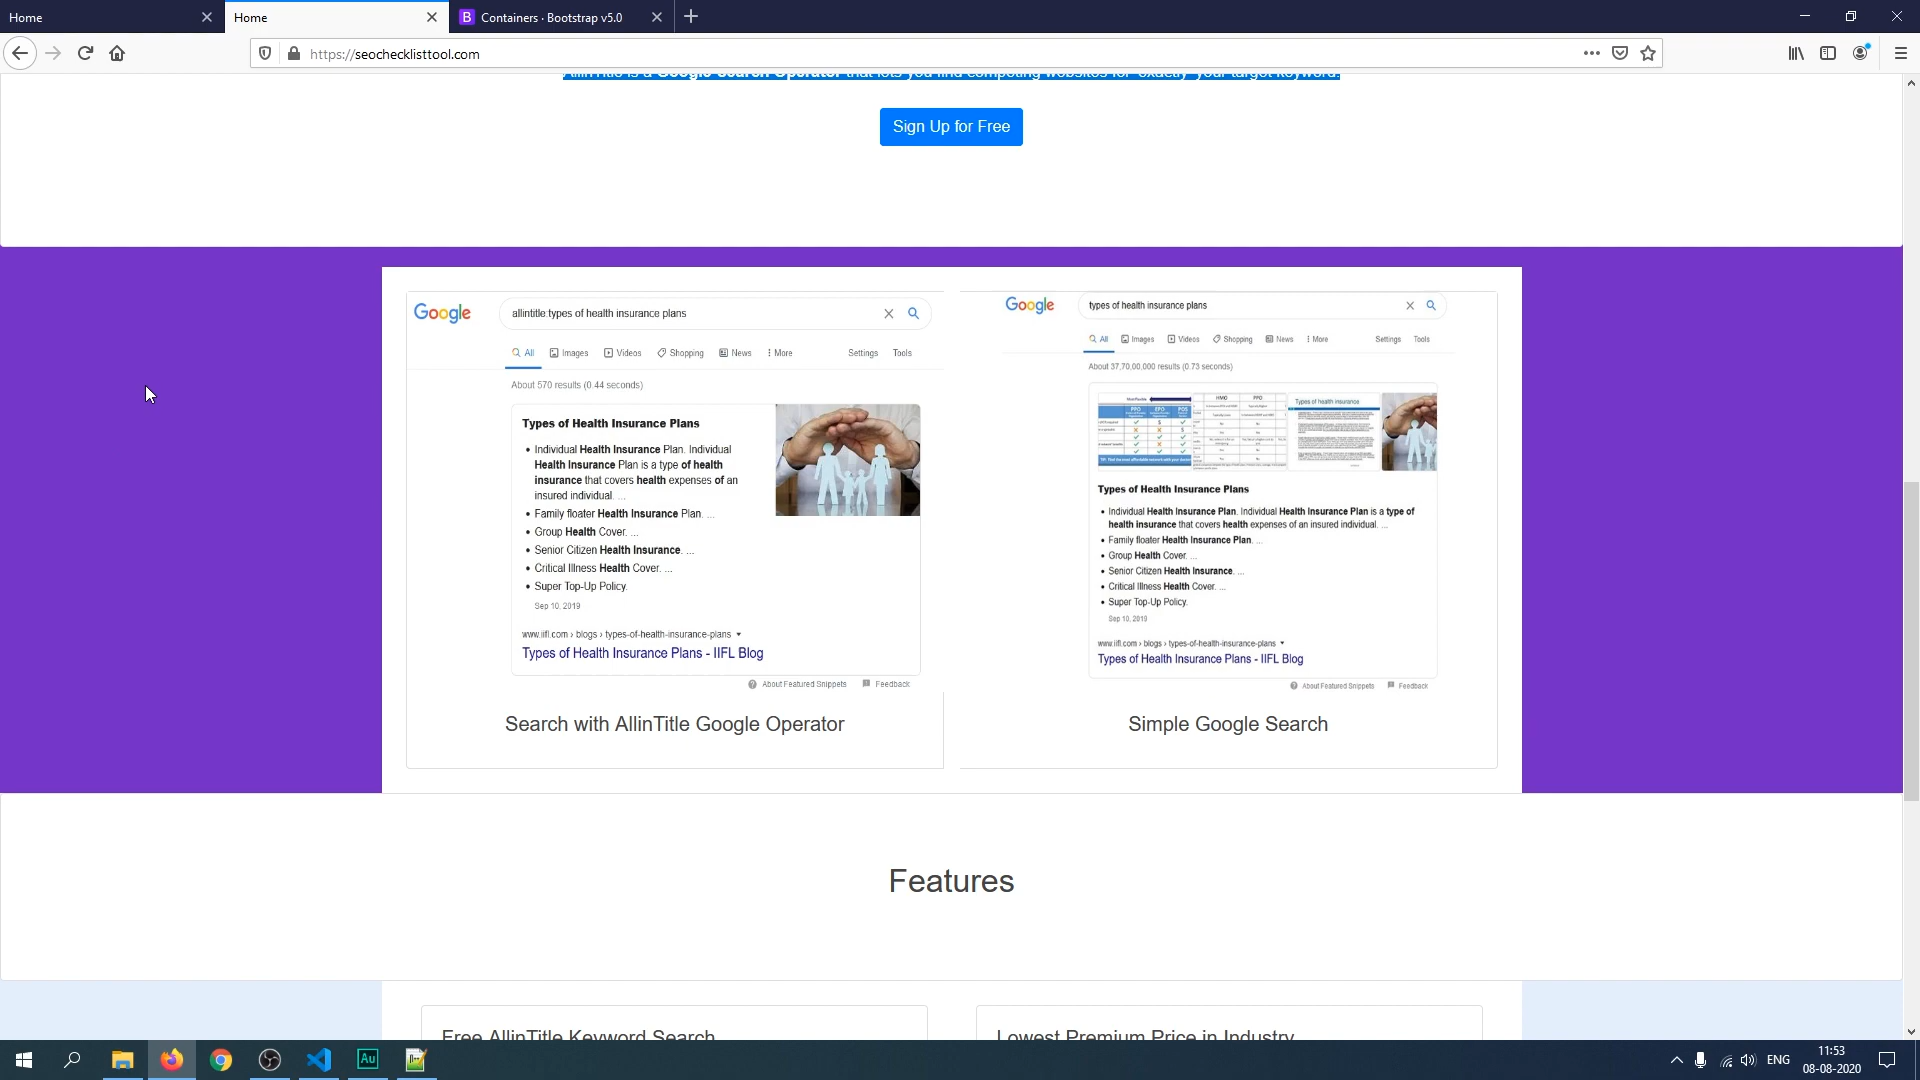 Home
Home
Containers · Bootstrap v5.0
https://seochecklisttool.com
AllinTitle is a Google Search Operator that lets you find competing websites for exactly your target keyword.
Sign Up for Free
Google
allintitle:types of health insurance plans
All Images Videos Shopping News More Settings Tools
About 570 results (0.44 seconds)
Types of Health Insurance Plans
Individual Health Insurance Plan. Individual
Health Insurance Plan is a type of health
insurance that covers health expenses of an
insured individual. ...
Family floater Health Insurance Plan. ...
Group Health Cover. ...
Senior Citizen Health Insurance. ...
Critical Illness Health Cover. ...
Super Top-Up Policy.
Sep 10, 2019
www.iifl.com › blogs › types-of-health-insurance-plans
Types of Health Insurance Plans - IIFL Blog
About Featured Snippets Feedback
Search with AllinTitle Google Operator
Google
types of health insurance plans
All Images Videos Shopping News More Settings Tools
About 37,70,00,000 results (0.73 seconds)
HMO PPO
PPO EPO POS
Types of health insurance
Types of Health Insurance Plans
Individual Health Insurance Plan. Individual Health Insurance Plan is a type of
health insurance that covers health expenses of an insured individual. ...
Family floater Health Insurance Plan. ...
Group Health Cover. ...
Senior Citizen Health Insurance. ...
Critical Illness Health Cover. ...
Super Top-Up Policy.
Sep 10, 2019
www.iifl.com › blogs › types-of-health-insurance-plans
Types of Health Insurance Plans - IIFL Blog
About Featured Snippets Feedback
Simple Google Search
Features
Free AllinTitle Keyword Search
Lowest Premium Price in Industry
Au
ENG
11:53
08-08-2020